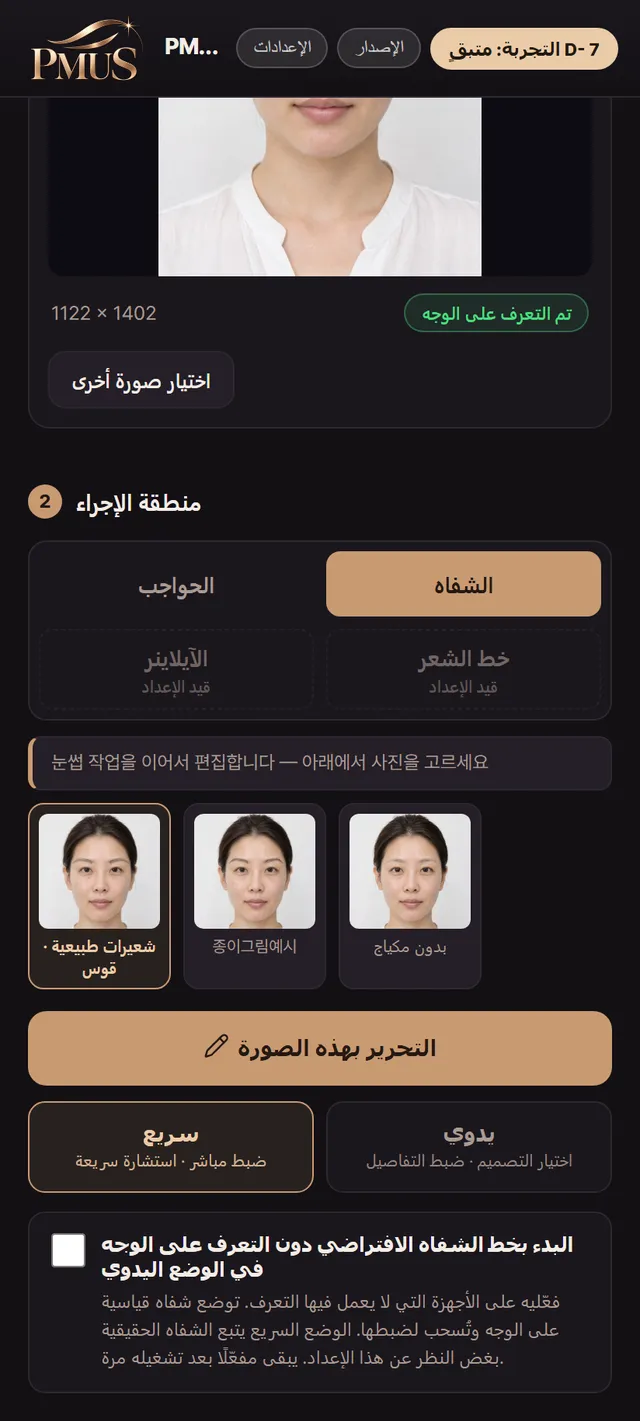 PMUS
PM...
الإعدادات
الإصدار
التجربة: متبقٍ D- 7
1122 × 1402
تم التعرف على الوجه
اختيار صورة أخرى
2
منطقة الإجراء
الحواجب
الشفاه
الآيلاينر
قيد الإعداد
خط الشعر
قيد الإعداد
눈썹 작업을 이어서 편집합니다 — 아래에서 사진을 고르세요
شعيرات طبيعية ·
قوس
종이그림예시
بدون مكياج
التحرير بهذه الصورة
سريع
ضبط مباشر · استشارة سريعة
يدوي
اختيار التصميم · ضبط التفاصيل
البدء بخط الشفاه الافتراضي دون التعرف على الوجه
في الوضع اليدوي
فعّليه على الأجهزة التي لا يعمل فيها التعرف. توضع شفاه قياسية
على الوجه وتُسحب لضبطها. الوضع السريع يتبع الشفاه الحقيقية
بغض النظر عن هذا الإعداد. يبقى مفعّلًا بعد تشغيله مرة.